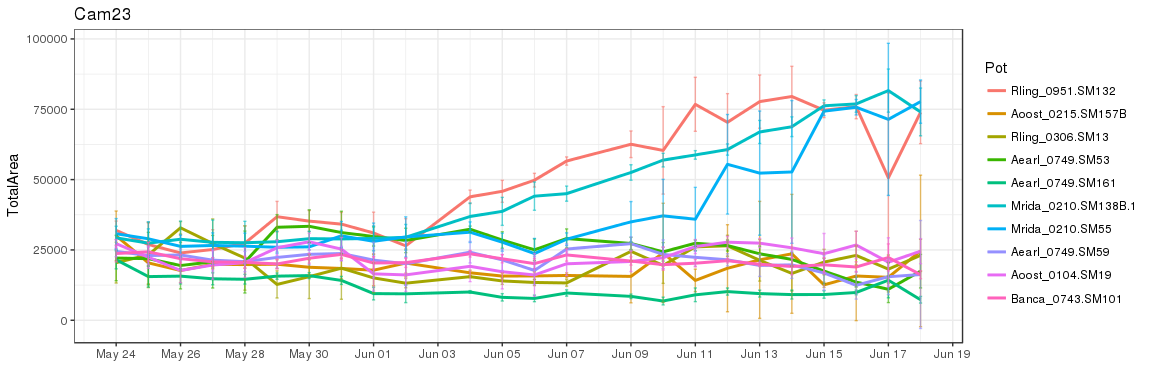 Cam23
TotalArea
100000
75000
50000
25000
0
May 24 May 26 May 28 May 30 Jun 01 Jun 03 Jun 05 Jun 07 Jun 09 Jun 11 Jun 13 Jun 15 Jun 17 Jun 19
Pot
Rling_0951.SM132
Aoost_0215.SM157B
Rling_0306.SM13
Aearl_0749.SM53
Aearl_0749.SM161
Mrida_0210.SM138B.1
Mrida_0210.SM55
Aearl_0749.SM59
Aoost_0104.SM19
Banca_0743.SM101